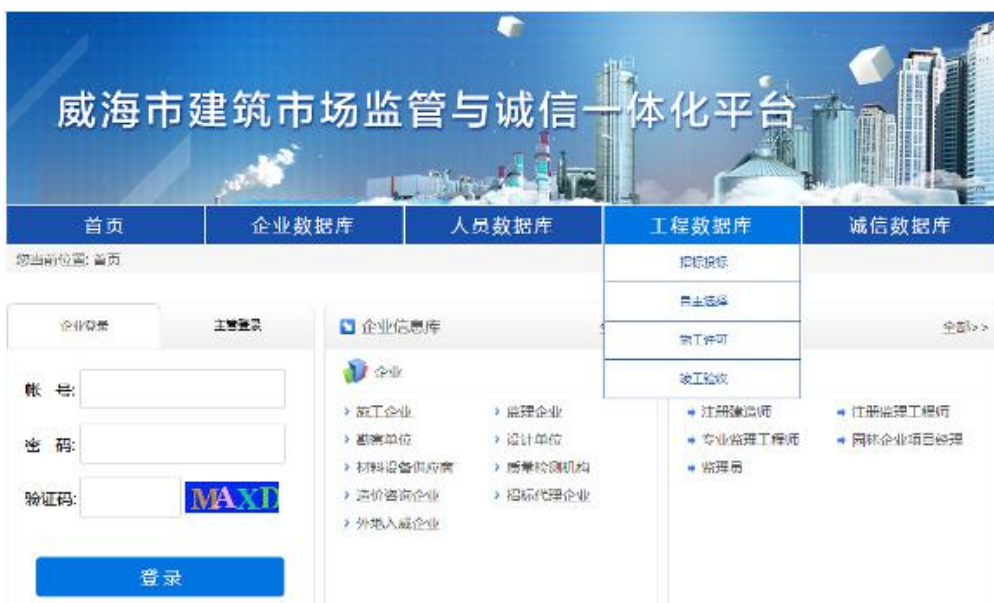 威海市建筑市场监管与诚信一体化平台
首页 企业数据库 人员数据库 工程数据库 诚信数据库
您当前位置: 首页
招标投标
自主选择
施工许可
竣工验收
企业登录 主管登录
帐 号:
密 码:
验证码: MAXD
登 录
企业信息库
企业
施工企业 监理企业
勘察单位 设计单位
材料设备供应商 质量检测机构
造价咨询企业 招标代理企业
外地入威企业
全部>>
注册建造师 注册监理工程师
专业监理工程师 园林企业项目经理
监理员